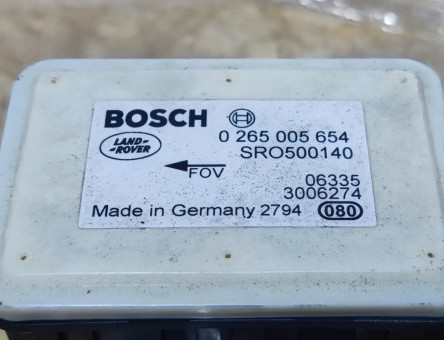 BOSCH
0 265 005 654
LAND-
ROVER
SRO500140
FOV
06335
3006274
Made in Germany 2794 080